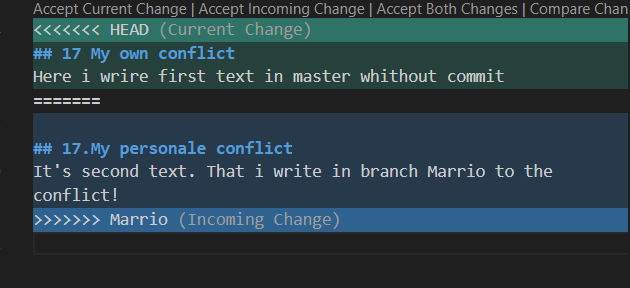 Accept Current Change | Accept Incoming Change | Accept Both Changes | Compare Chan
<<<<<<< HEAD (Current Change)
## 17 My own conflict
Here i wrire first text in master whithout commit
=======
## 17.My personale conflict
It's second text. That i write in branch Marrio to the
conflict!
>>>>>>> Marrio (Incoming Change)